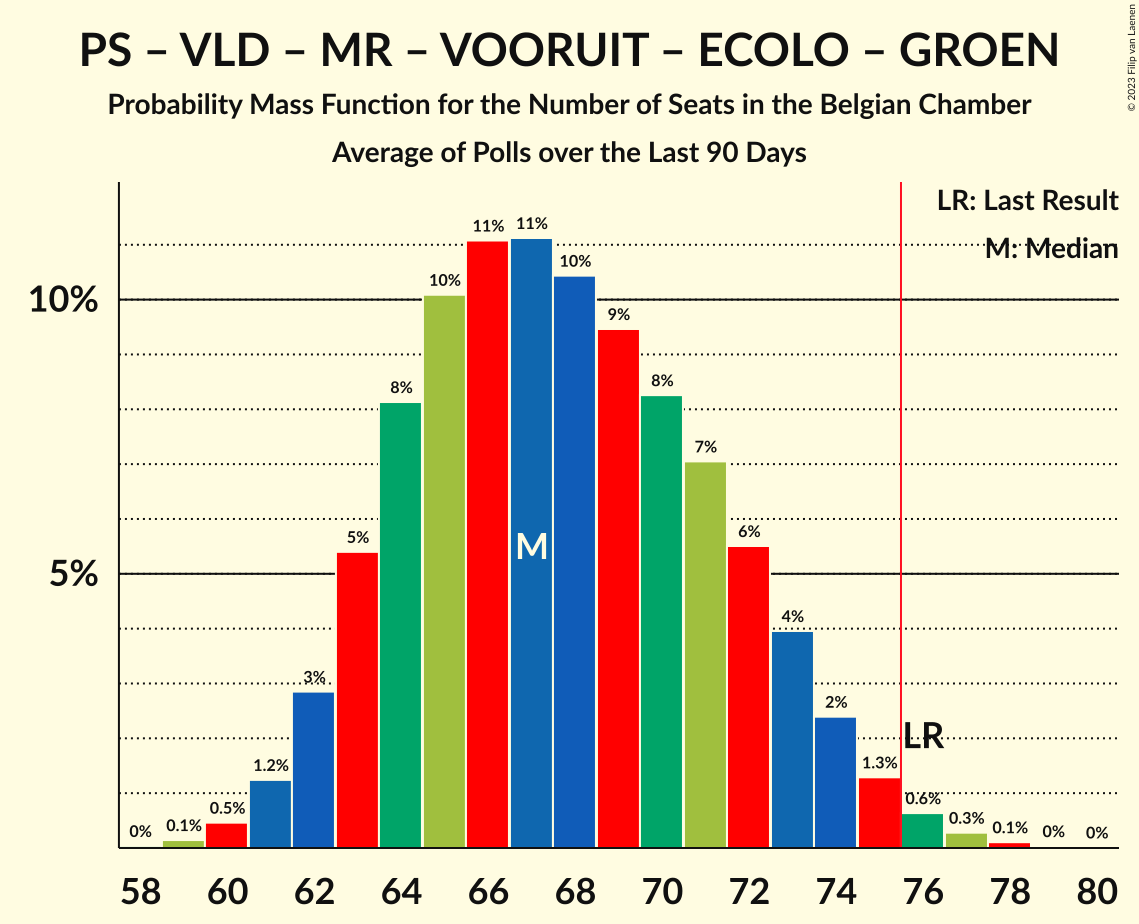 PS – VLD – MR – VOORUIT – ECOLO – GROEN
Probability Mass Function for the Number of Seats in the Belgian Chamber
Average of Polls over the Last 90 Days
© 2023 Filip van Laenen
LR: Last Result
M: Median
10%
5%
0%
0.1%
0.5%
1.2%
3%
5%
8%
10%
11%
11%
10%
9%
8%
7%
6%
4%
2%
1.3%
0.6%
0.3%
0.1%
0%
0%
M
LR
58 60 62 64 66 68 70 72 74 76 78 80